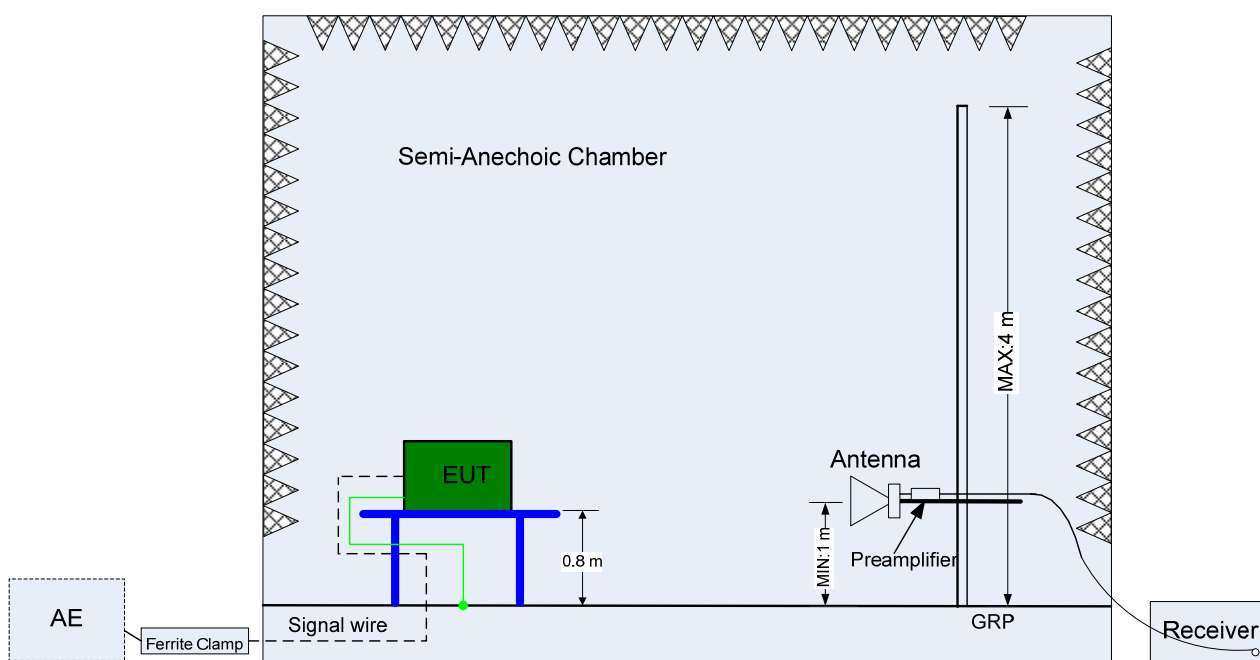 Semi-Anechoic Chamber
MAX:4 m
EUT
Antenna
0.8 m
MIN:1 m
Preamplifier
AE
Ferrite Clamp
Signal wire
GRP
Receiver